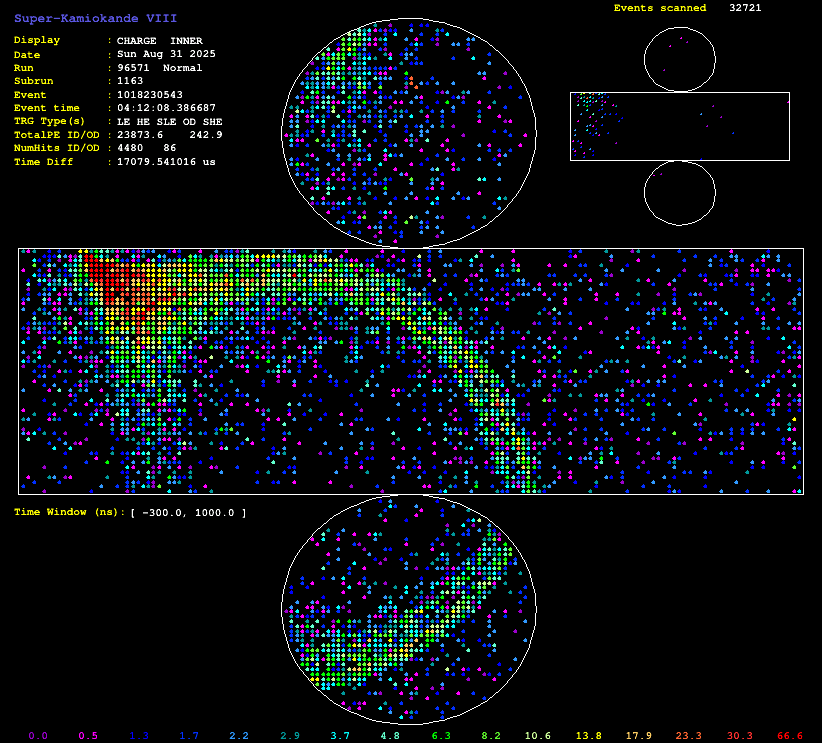 Super-Kamiokande VIII
Events scanned 32721
Display : CHARGE INNER
Date : Sun Aug 31 2025
Run : 96571 Normal
Subrun : 1163
Event : 1018230543
Event time : 04:12:08.386687
TRG Type(s) : LE HE SLE OD SHE
TotalPE ID/OD : 23873.6 242.9
NumHits ID/OD : 4480 86
Time Diff : 17079.541016 us
Time Window (ns): [ -300.0, 1000.0 ]
0.0 0.5 1.3 1.7 2.2 2.9 3.7 4.8 6.3 8.2 10.6 13.8 17.9 23.3 30.3 66.6